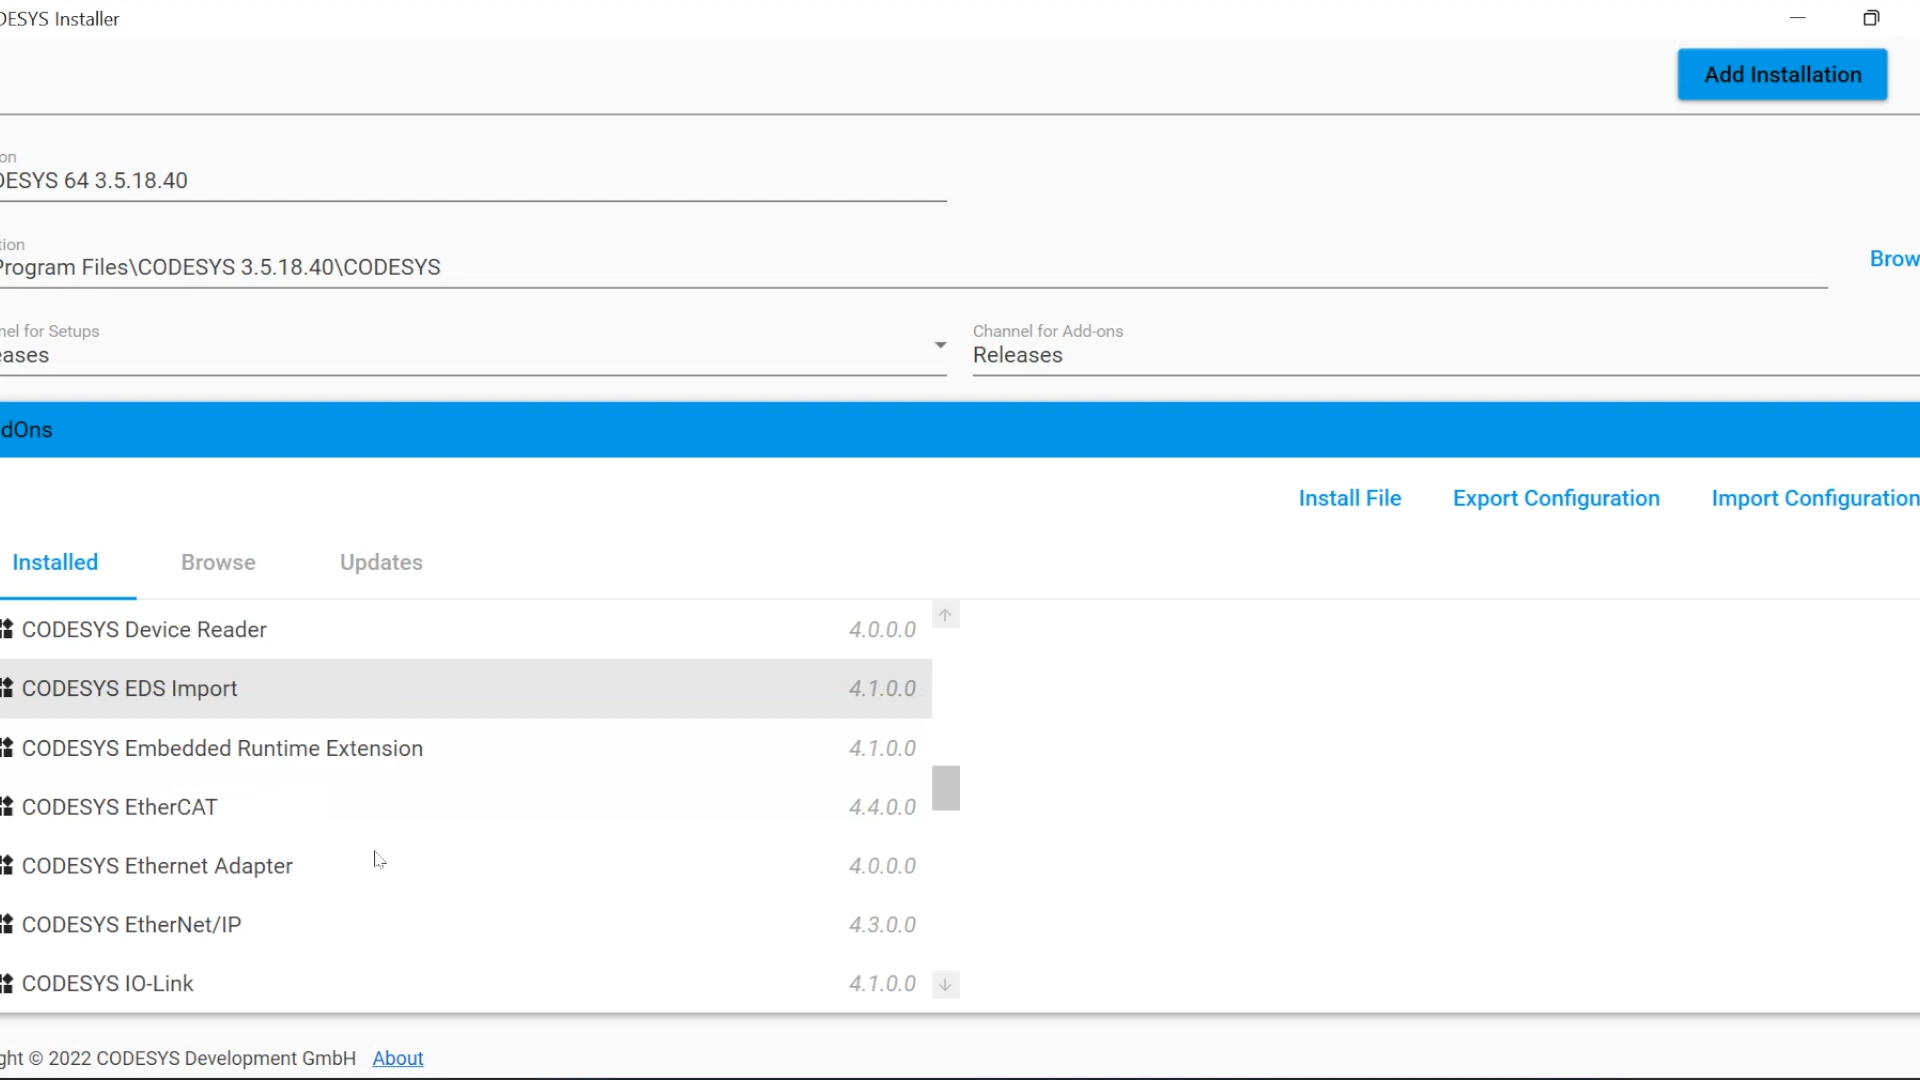 DESYS Installer
Add Installation
on
DESYS 64 3.5.18.40
tion
Program Files\CODESYS 3.5.18.40\CODESYS
Brow
nel for Setups
eases
Channel for Add-ons
Releases
dOns
Install File
Export Configuration
Import Configuration
Installed
Browse
Updates
CODESYS Device Reader 4.0.0.0
CODESYS EDS Import 4.1.0.0
CODESYS Embedded Runtime Extension 4.1.0.0
CODESYS EtherCAT 4.4.0.0
CODESYS Ethernet Adapter 4.0.0.0
CODESYS EtherNet/IP 4.3.0.0
CODESYS IO-Link 4.1.0.0
ght © 2022 CODESYS Development GmbH About